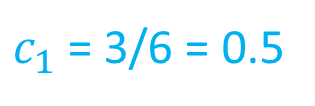 c₁ = 3/6 = 0.5